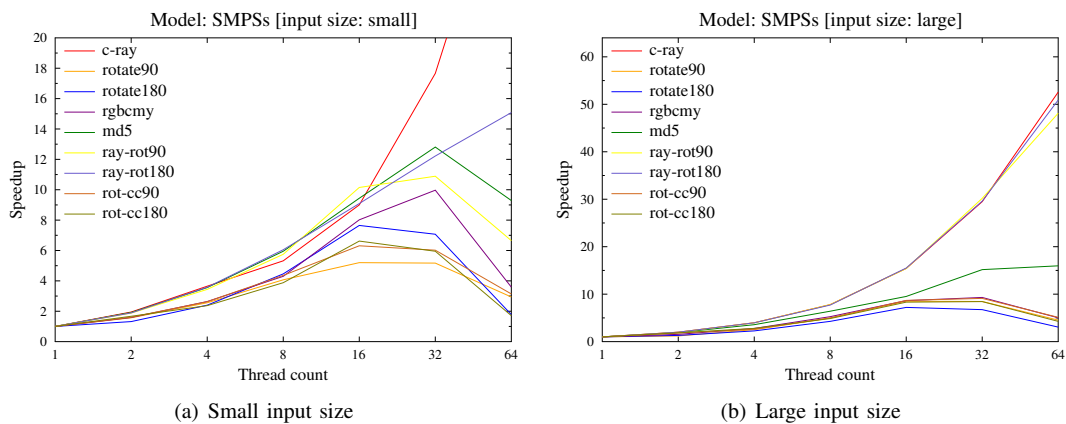 Model: SMPSs [input size: small]
20
18
16
14
12
10
8
6
4
2
0
Speedup
c-ray
rotate90
rotate180
rgbcmy
md5
ray-rot90
ray-rot180
rot-cc90
rot-cc180
1 2 4 8 16 32 64
Thread count
(a) Small input size
Model: SMPSs [input size: large]
60
50
40
30
20
10
0
Speedup
c-ray
rotate90
rotate180
rgbcmy
md5
ray-rot90
ray-rot180
rot-cc90
rot-cc180
1 2 4 8 16 32 64
Thread count
(b) Large input size